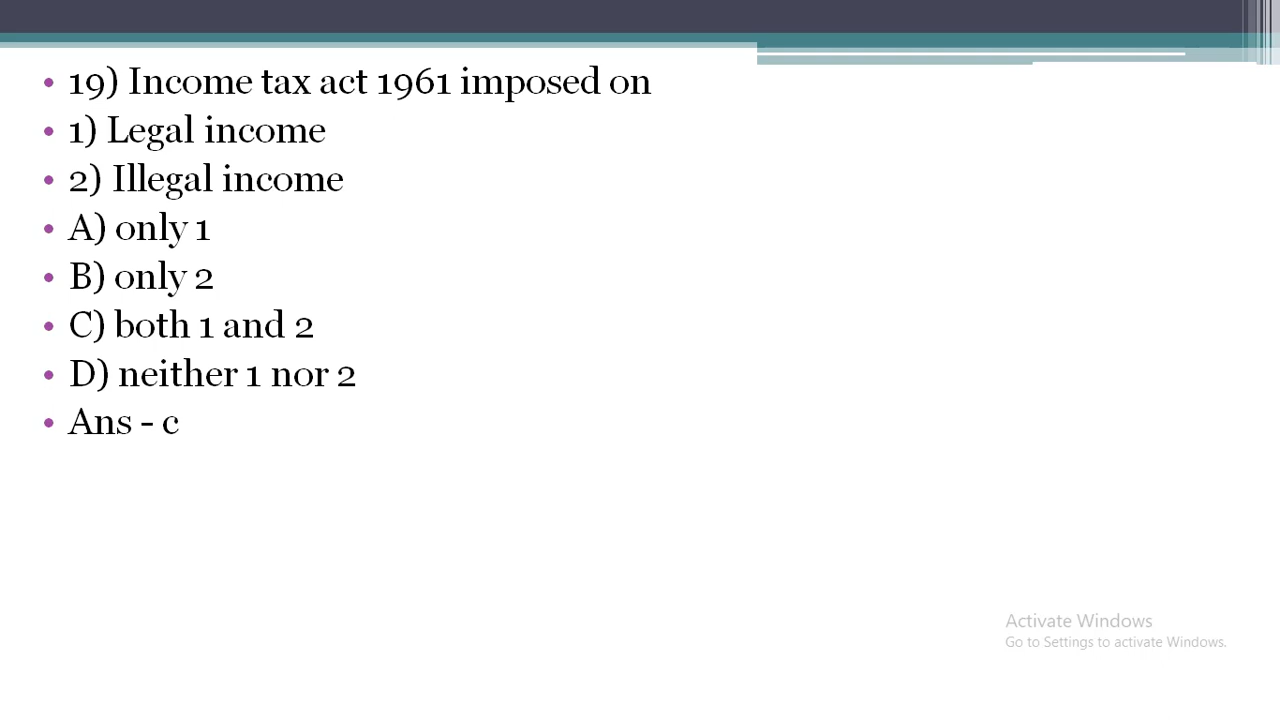 • 19) Income tax act 1961 imposed on
• 1) Legal income
• 2) Illegal income
• A) only 1
• B) only 2
• C) both 1 and 2
• D) neither 1 nor 2
• Ans - c
Activate Windows
Go to Settings to activate Windows.